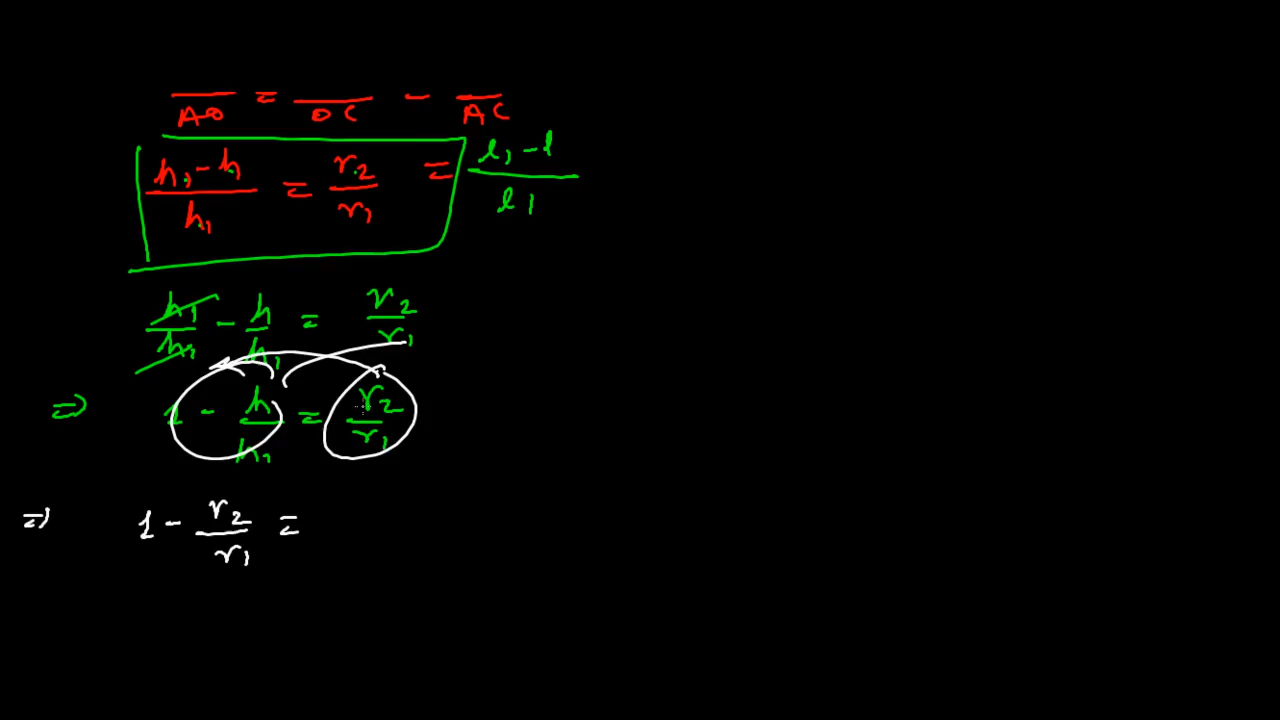 AO = OC - AC
(h₁ - h)/h₁ = r₂/r₁ = (l₁ - l)/l₁
h₁/h₁ - h/h₁ = r₂/r₁
⇒ 1 - h/h₁ = r₂/r₁
⇒ 1 - r₂/r₁ =